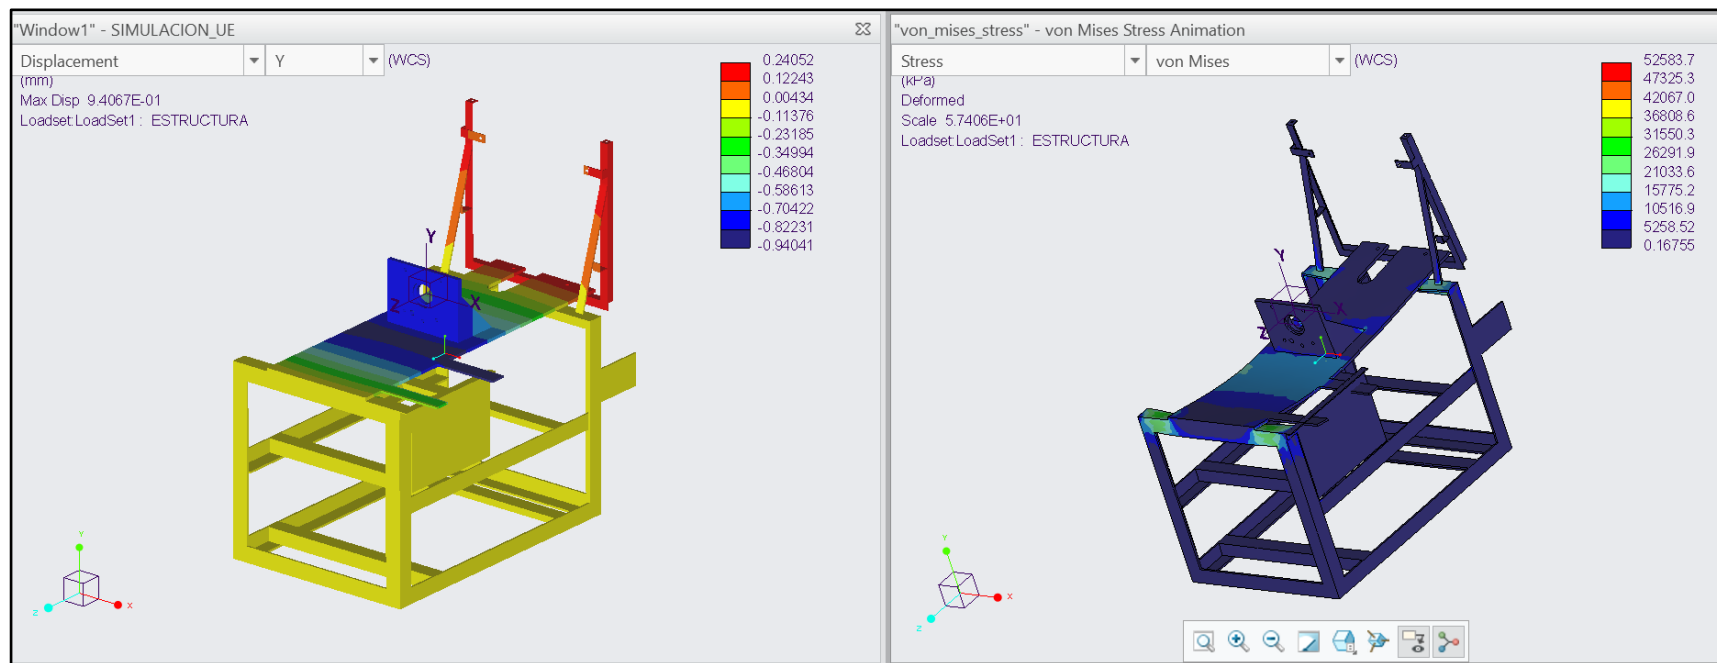 "Window1" - SIMULACION_UE
Displacement Y (WCS)
(mm)
Max Disp 9.4067E-01
Loadset:LoadSet1 : ESTRUCTURA
0.24052
0.12243
0.00434
-0.11376
-0.23185
-0.34994
-0.46804
-0.58613
-0.70422
-0.82231
-0.94041
Y
Z
X
Y
Z
X
"von_mises_stress" - von Mises Stress Animation
Stress von Mises (WCS)
(kPa)
Deformed
Scale 5.7406E+01
Loadset:LoadSet1 : ESTRUCTURA
52583.7
47325.3
42067.0
36808.6
31550.3
26291.9
21033.6
15775.2
10516.9
5258.52
0.16755
Y
X
Z
Y
X
Z